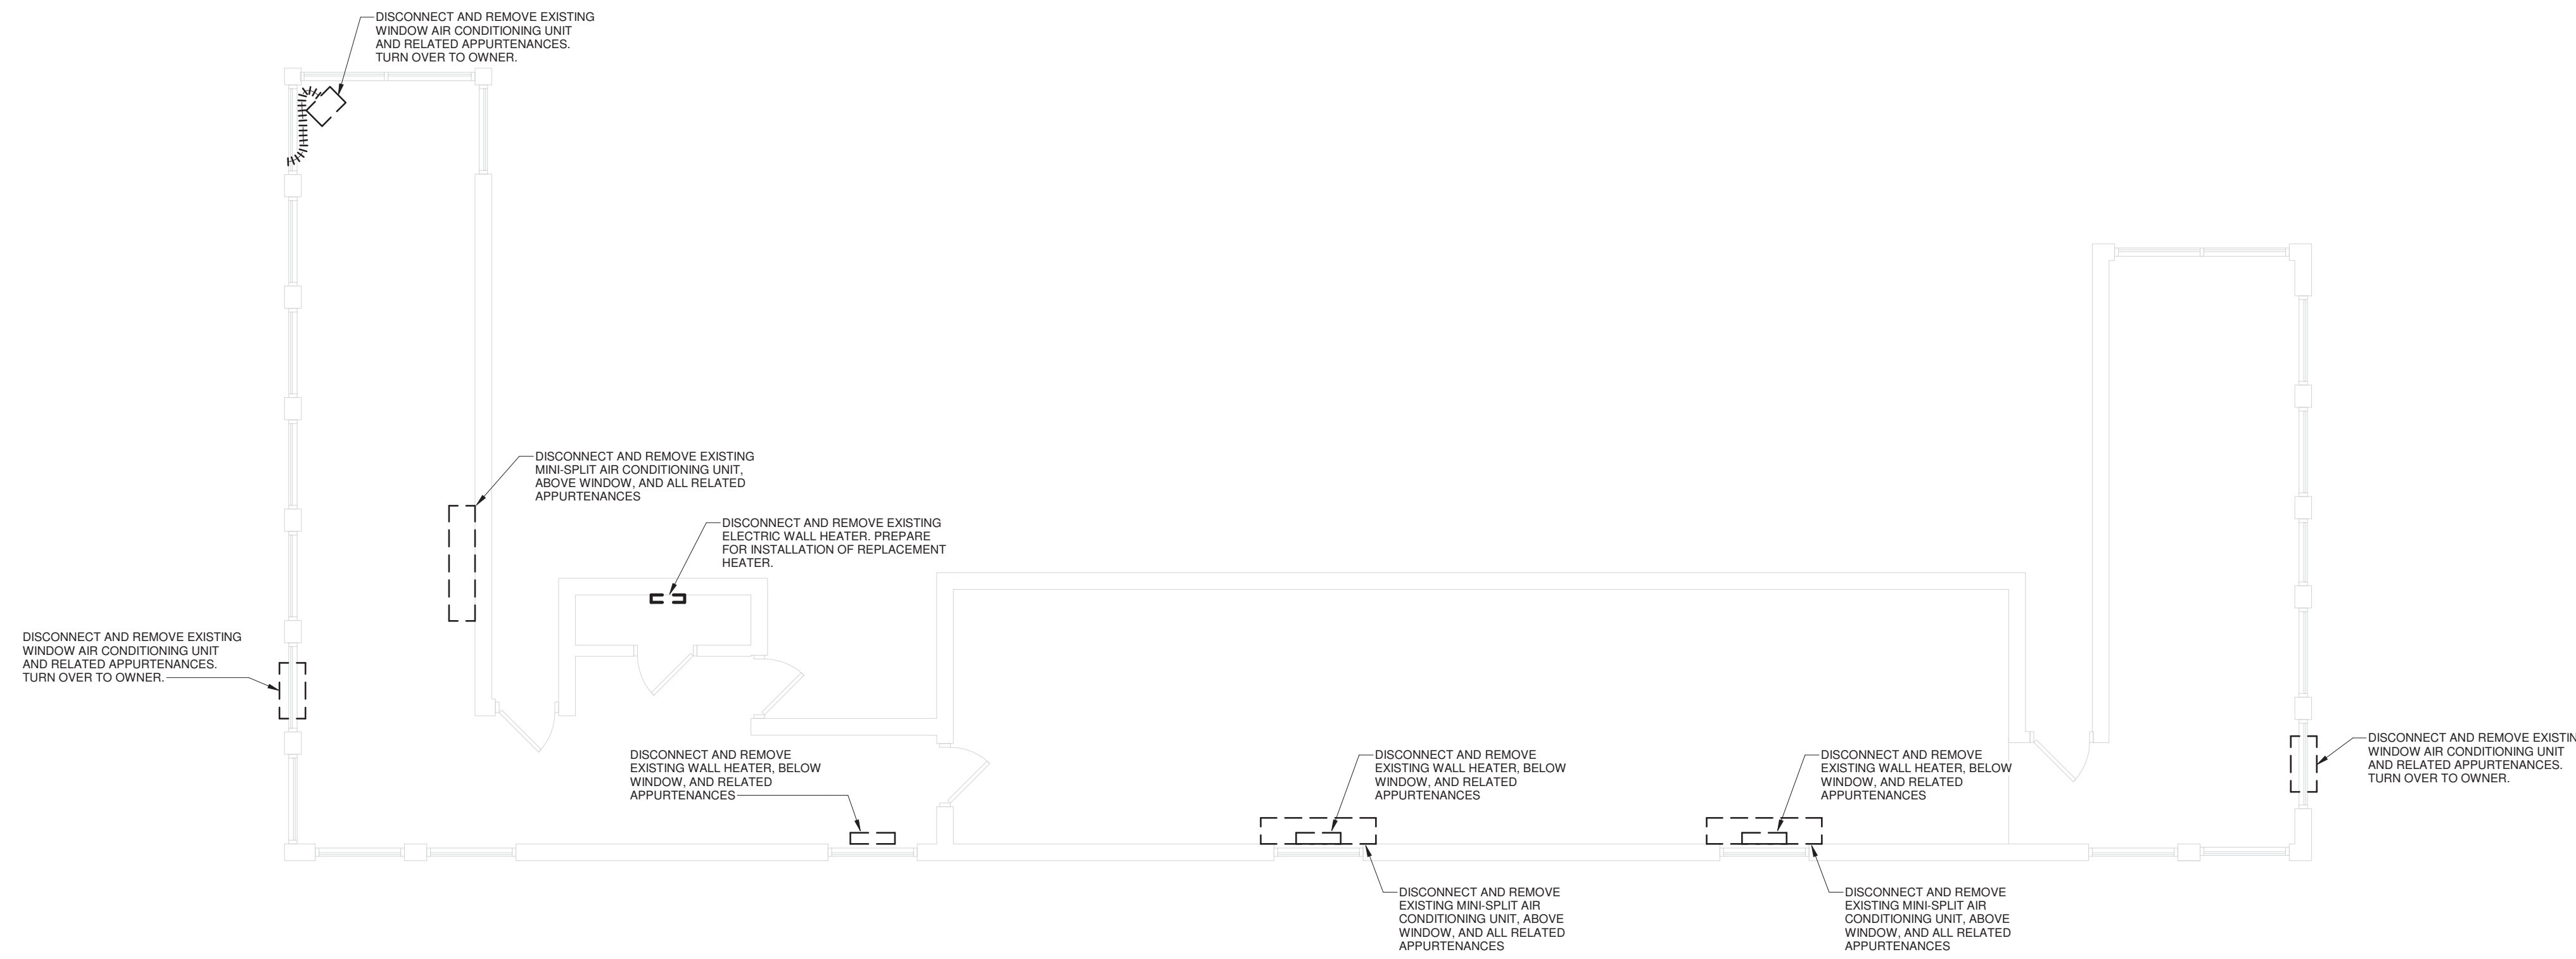 DISCONNECT AND REMOVE EXISTING
WINDOW AIR CONDITIONING UNIT
AND RELATED APPURTENANCES.
TURN OVER TO OWNER.
DISCONNECT AND REMOVE EXISTING
MINI-SPLIT AIR CONDITIONING UNIT,
ABOVE WINDOW, AND ALL RELATED
APPURTENANCES
DISCONNECT AND REMOVE EXISTING
ELECTRIC WALL HEATER. PREPARE
FOR INSTALLATION OF REPLACEMENT
HEATER.
DISCONNECT AND REMOVE EXISTING
WINDOW AIR CONDITIONING UNIT
AND RELATED APPURTENANCES.
TURN OVER TO OWNER.
DISCONNECT AND REMOVE
EXISTING WALL HEATER, BELOW
WINDOW, AND RELATED
APPURTENANCES
DISCONNECT AND REMOVE
EXISTING WALL HEATER, BELOW
WINDOW, AND RELATED
APPURTENANCES
DISCONNECT AND REMOVE
EXISTING WALL HEATER, BELOW
WINDOW, AND RELATED
APPURTENANCES
DISCONNECT AND REMOVE EXISTIN
WINDOW AIR CONDITIONING UNIT
AND RELATED APPURTENANCES.
TURN OVER TO OWNER.
DISCONNECT AND REMOVE
EXISTING MINI-SPLIT AIR
CONDITIONING UNIT, ABOVE
WINDOW, AND ALL RELATED
APPURTENANCES
DISCONNECT AND REMOVE
EXISTING MINI-SPLIT AIR
CONDITIONING UNIT, ABOVE
WINDOW, AND ALL RELATED
APPURTENANCES